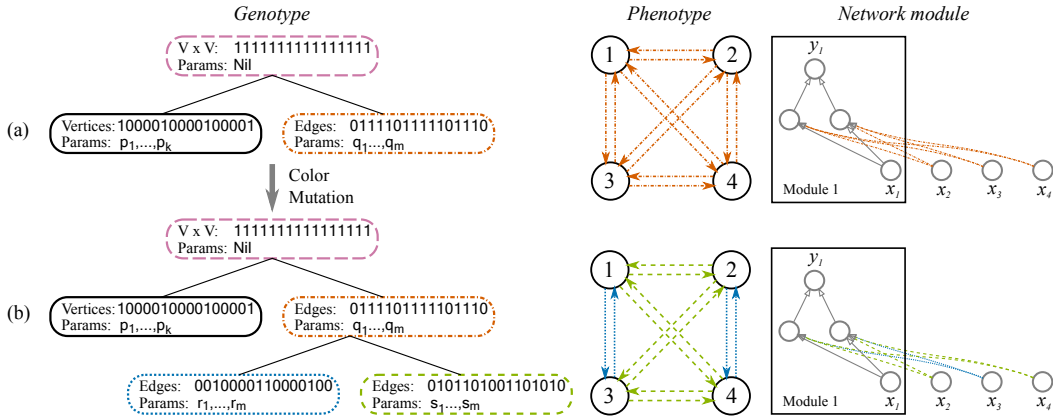 Genotype
Phenotype
Network module
V x V: 1111111111111111
Params: Nil
(a)
Vertices: 1000010000100001
Params: p1,...,pk
Edges: 0111101111101110
Params: q1...,qm
1 2
3 4
y1
Module 1
x1 x2 x3 x4
Color
Mutation
V x V: 1111111111111111
Params: Nil
(b)
Vertices: 1000010000100001
Params: p1,...,pk
Edges: 0111101111101110
Params: q1...,qm
Edges: 0010000110000100
Params: r1,...,rm
Edges: 0101101001101010
Params: s1...,sm
1 2
3 4
y1
Module 1
x1 x2 x3 x4